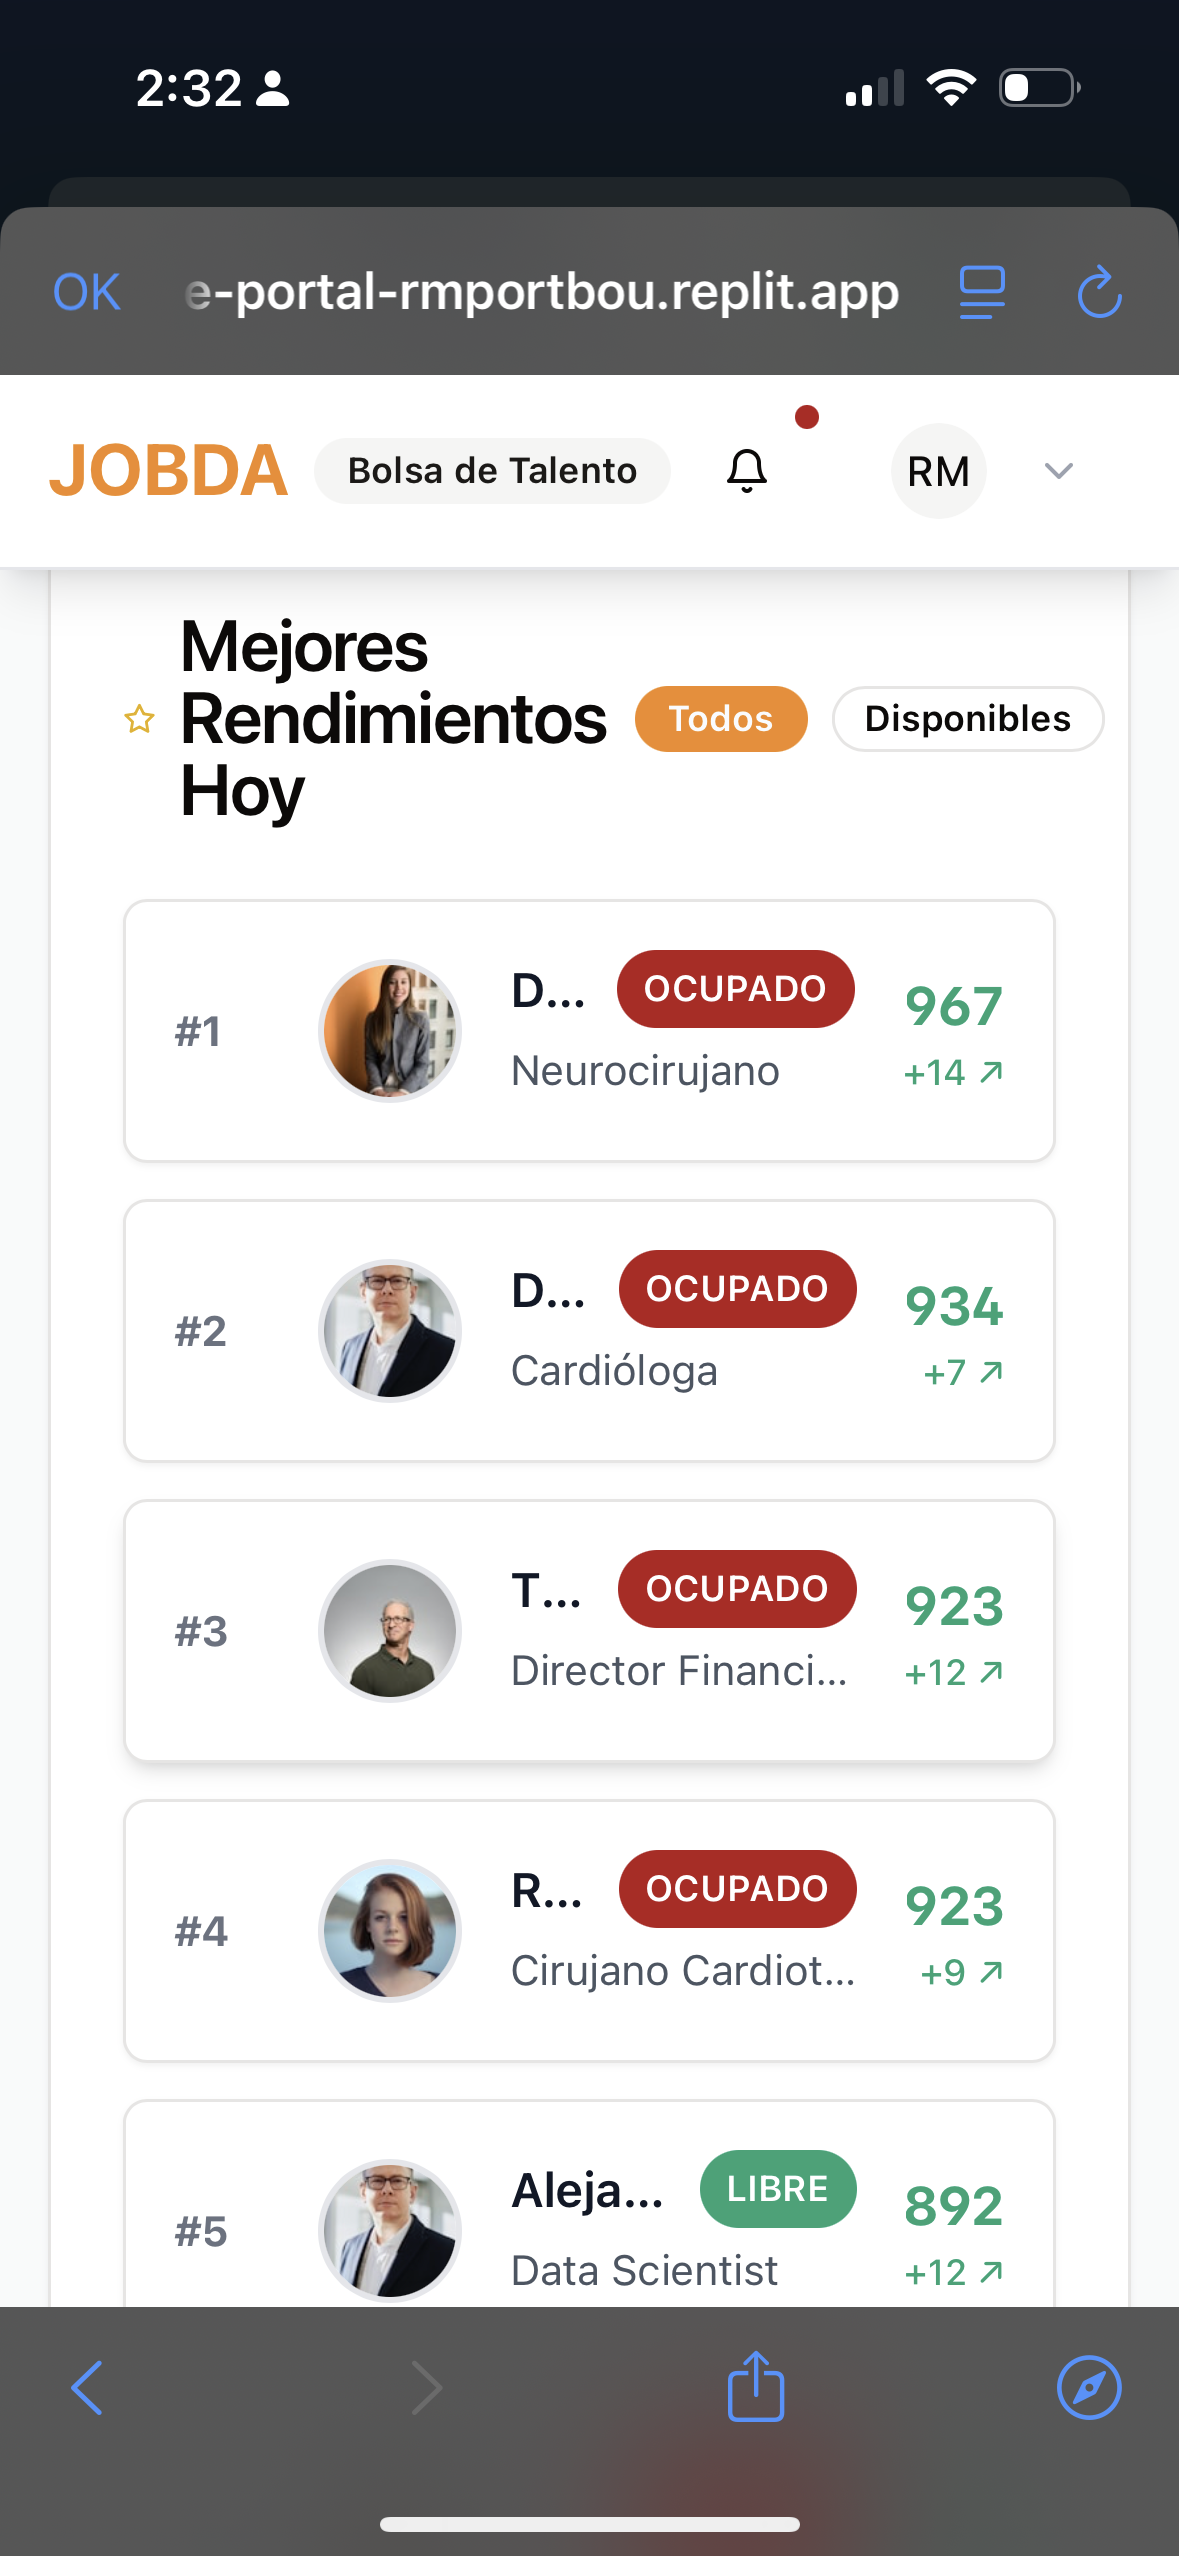 2:32
OK
e-portal-rmportbou.replit.app
JOBDA
Bolsa de Talento
RM
Mejores
Rendimientos
Hoy
Todos
Disponibles
#1
D...
OCUPADO
Neurocirujano
967
+14
#2
D...
OCUPADO
Cardióloga
934
+7
#3
T...
OCUPADO
Director Financi...
923
+12
#4
R...
OCUPADO
Cirujano Cardiot...
923
+9
#5
Aleja...
LIBRE
Data Scientist
892
+12